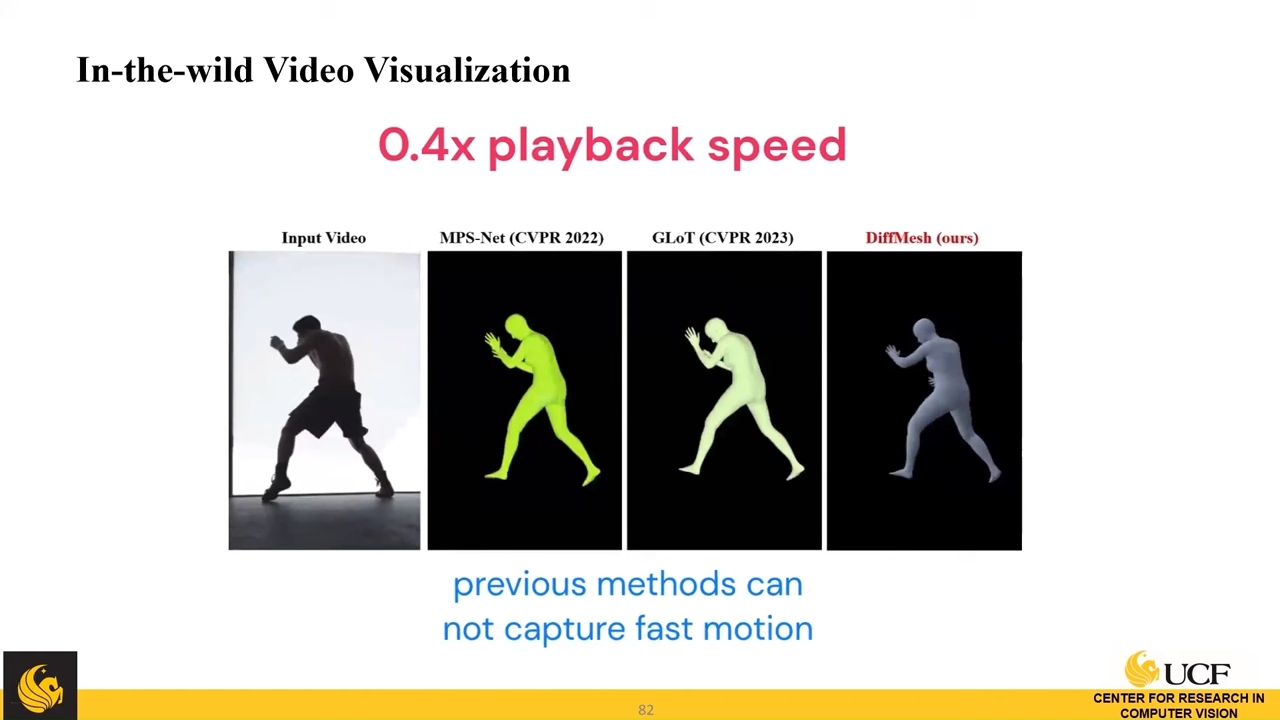 In-the-wild Video Visualization
0.4x playback speed
Input Video
MPS-Net (CVPR 2022)
GLoT (CVPR 2023)
DiffMesh (ours)
previous methods can
not capture fast motion
82
UCF
CENTER FOR RESEARCH IN
COMPUTER VISION